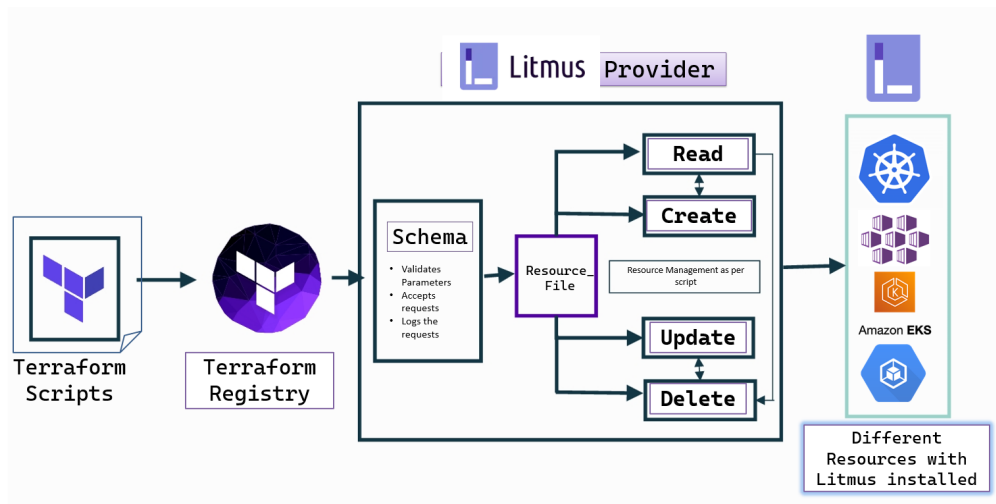 Litmus Provider
Terraform
Scripts
Terraform
Registry
Schema
• Validates
Parameters
• Accepts
requests
• Logs the
requests
Resource_
File
Read
Create
Resource Management as per
script
Update
Delete
Amazon EKS
Different
Resources with
Litmus installed